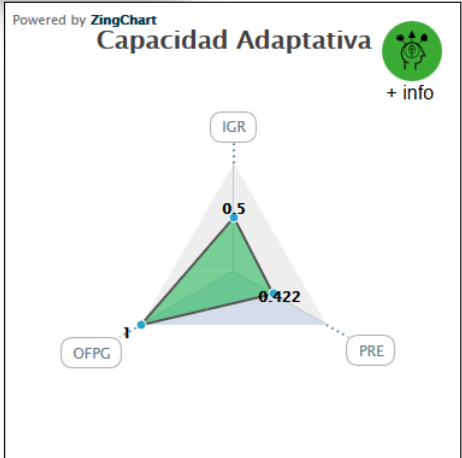 Powered by ZingChart
Capacidad Adaptativa
+ info
IGR
0.5
0.422
1
OFPG
PRE